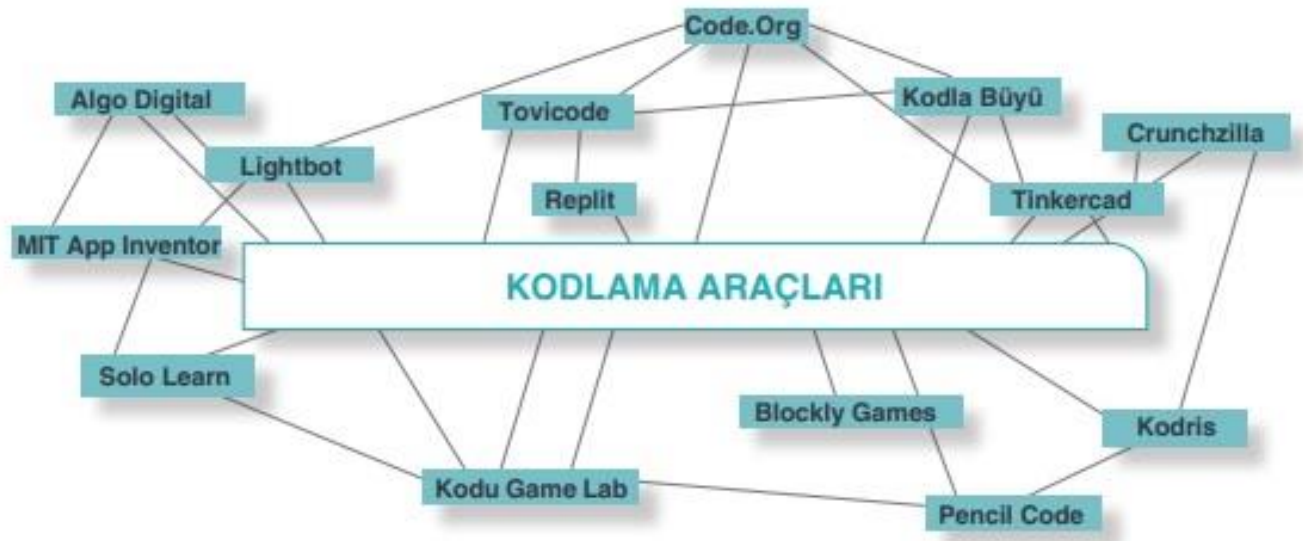 Code.Org
Algo Digital
Tovicode
Kodla Büyü
Crunchzilla
Lightbot
Replit
Tinkercad
MIT App Inventor
KODLAMA ARAÇLARI
Solo Learn
Blockly Games
Kodris
Kodu Game Lab
Pencil Code